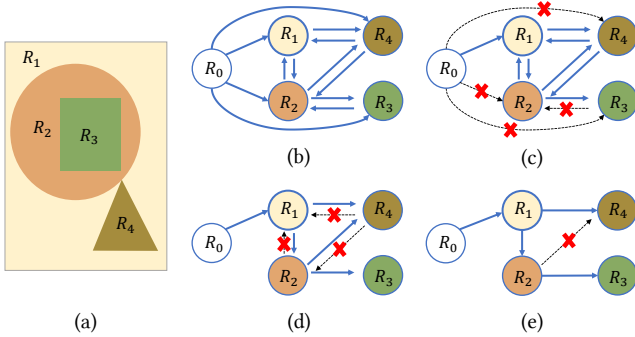 R₁
R₂
R₃
R₄
(a)
R₀
R₁
R₄
R₂
R₃
(b)
R₀
R₁
R₄
R₂
R₃
(c)
R₀
R₁
R₄
R₂
R₃
(d)
R₀
R₁
R₄
R₂
R₃
(e)